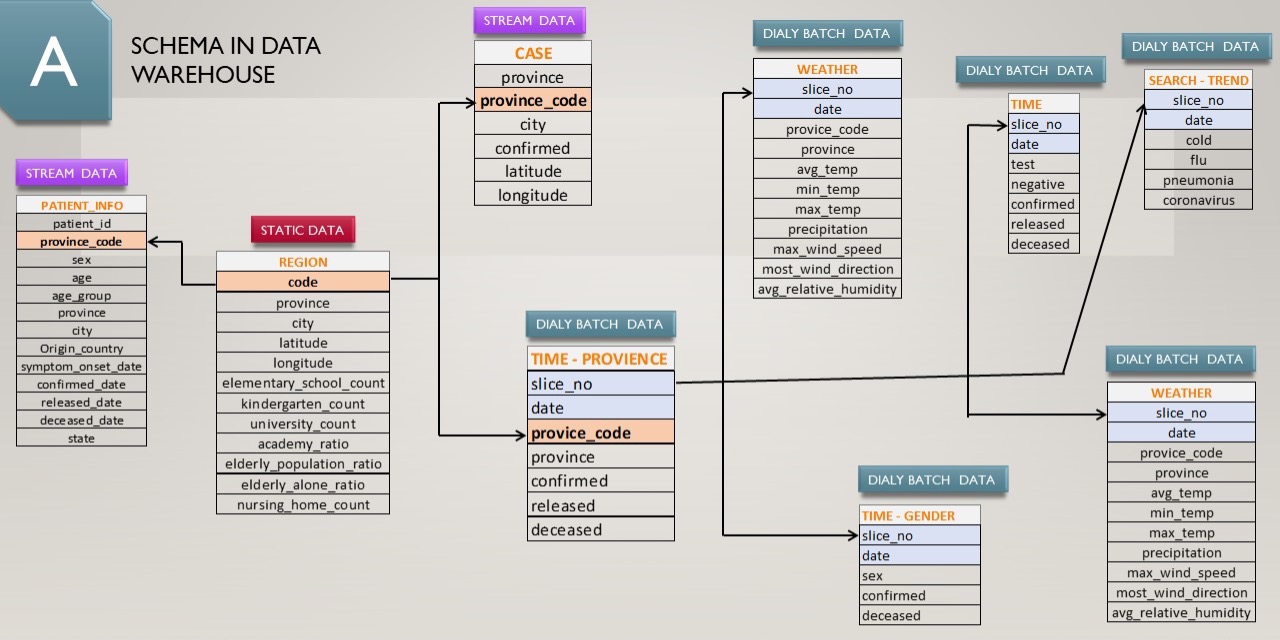 A
SCHEMA IN DATA
WAREHOUSE
STREAM DATA
PATIENT_INFO
patient_id
province_code
sex
age
age_group
province
city
Origin_country
symptom_onset_date
confirmed_date
released_date
deceased_date
state
STATIC DATA
REGION
code
province
city
latitude
longitude
elementary_school_count
kindergarten_count
university_count
academy_ratio
elderly_population_ratio
elderly_alone_ratio
nursing_home_count
STREAM DATA
CASE
province
province_code
city
confirmed
latitude
longitude
DIALY BATCH DATA
TIME - PROVIENCE
slice_no
date
provice_code
province
confirmed
released
deceased
DIALY BATCH DATA
WEATHER
slice_no
date
provice_code
province
avg_temp
min_temp
max_temp
precipitation
max_wind_speed
most_wind_direction
avg_relative_humidity
DIALY BATCH DATA
TIME - GENDER
slice_no
date
sex
confirmed
deceased
DIALY BATCH DATA
TIME
slice_no
date
test
negative
confirmed
released
deceased
DIALY BATCH DATA
SEARCH - TREND
slice_no
date
cold
flu
pneumonia
coronavirus
DIALY BATCH DATA
WEATHER
slice_no
date
provice_code
province
avg_temp
min_temp
max_temp
precipitation
max_wind_speed
most_wind_direction
avg_relative_humidity